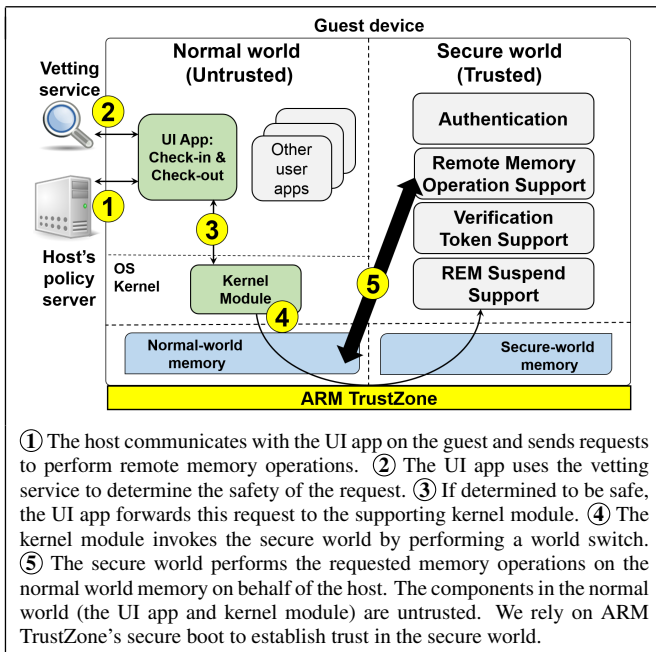 Guest device
Normal world
(Untrusted)
Secure world
(Trusted)
Vetting
service
2
UI App:
Check-in &
Check-out
Other
user
apps
Authentication
Remote Memory
Operation Support
Verification
Token Support
REM Suspend
Support
1
Host's
policy
server
3
OS
Kernel
Kernel
Module
4
5
Normal-world
memory
Secure-world
memory
ARM TrustZone
① The host communicates with the UI app on the guest and sends requests
to perform remote memory operations. ② The UI app uses the vetting
service to determine the safety of the request. ③ If determined to be safe,
the UI app forwards this request to the supporting kernel module. ④ The
kernel module invokes the secure world by performing a world switch.
⑤ The secure world performs the requested memory operations on the
normal world memory on behalf of the host. The components in the normal
world (the UI app and kernel module) are untrusted. We rely on ARM
TrustZone's secure boot to establish trust in the secure world.